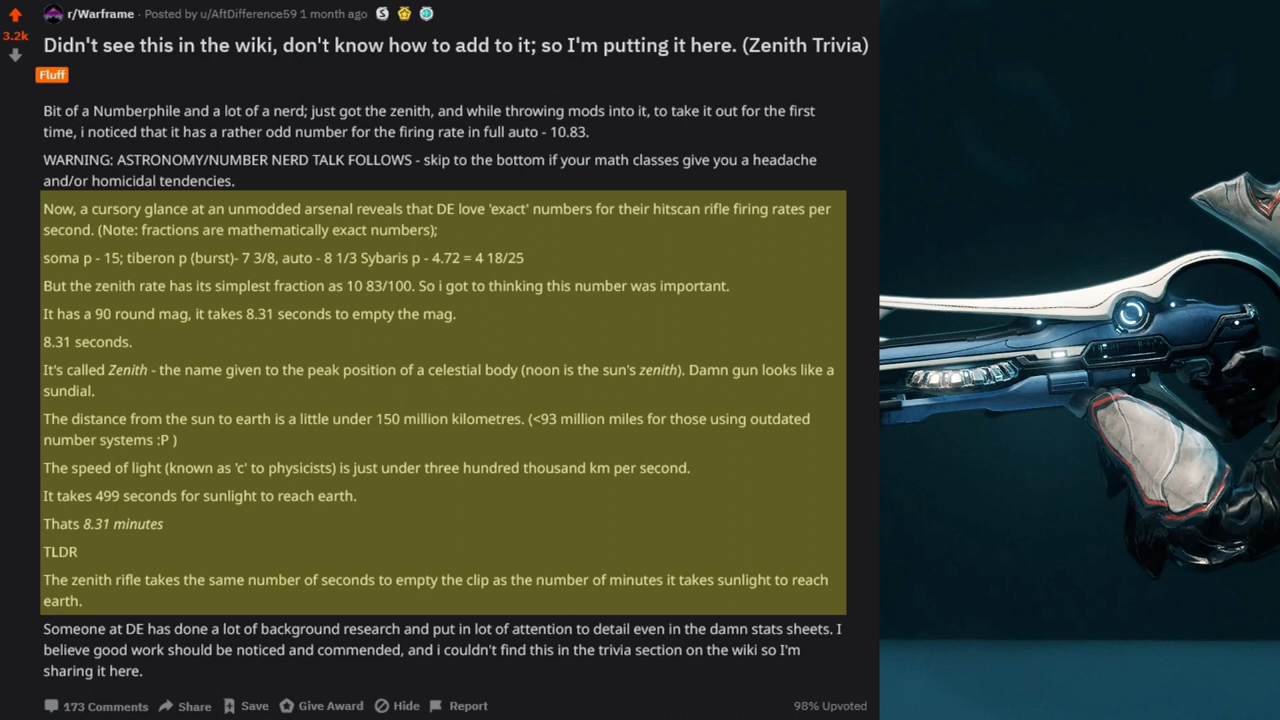 r/Warframe · Posted by u/AftDifference59 1 month ago
3.2k
Didn't see this in the wiki, don't know how to add to it; so I'm putting it here. (Zenith Trivia)
Fluff
Bit of a Numberphile and a lot of a nerd; just got the zenith, and while throwing mods into it, to take it out for the first
time, i noticed that it has a rather odd number for the firing rate in full auto - 10.83.
WARNING: ASTRONOMY/NUMBER NERD TALK FOLLOWS - skip to the bottom if your math classes give you a headache
and/or homicidal tendencies.
Now, a cursory glance at an unmodded arsenal reveals that DE love 'exact' numbers for their hitscan rifle firing rates per
second. (Note: fractions are mathematically exact numbers);
soma p - 15; tiberon p (burst)- 7 3/8, auto - 8 1/3 Sybaris p - 4.72 = 4 18/25
But the zenith rate has its simplest fraction as 10 83/100. So i got to thinking this number was important.
It has a 90 round mag, it takes 8.31 seconds to empty the mag.
8.31 seconds.
It's called Zenith - the name given to the peak position of a celestial body (noon is the sun's zenith). Damn gun looks like a
sundial.
The distance from the sun to earth is a little under 150 million kilometres. (<93 million miles for those using outdated
number systems :P )
The speed of light (known as 'c' to physicists) is just under three hundred thousand km per second.
It takes 499 seconds for sunlight to reach earth.
Thats 8.31 minutes
TLDR
The zenith rifle takes the same number of seconds to empty the clip as the number of minutes it takes sunlight to reach
earth.
Someone at DE has done a lot of background research and put in lot of attention to detail even in the damn stats sheets. I
believe good work should be noticed and commended, and i couldn't find this in the trivia section on the wiki so I'm
sharing it here.
173 Comments Share Save Give Award Hide Report 98% Upvoted